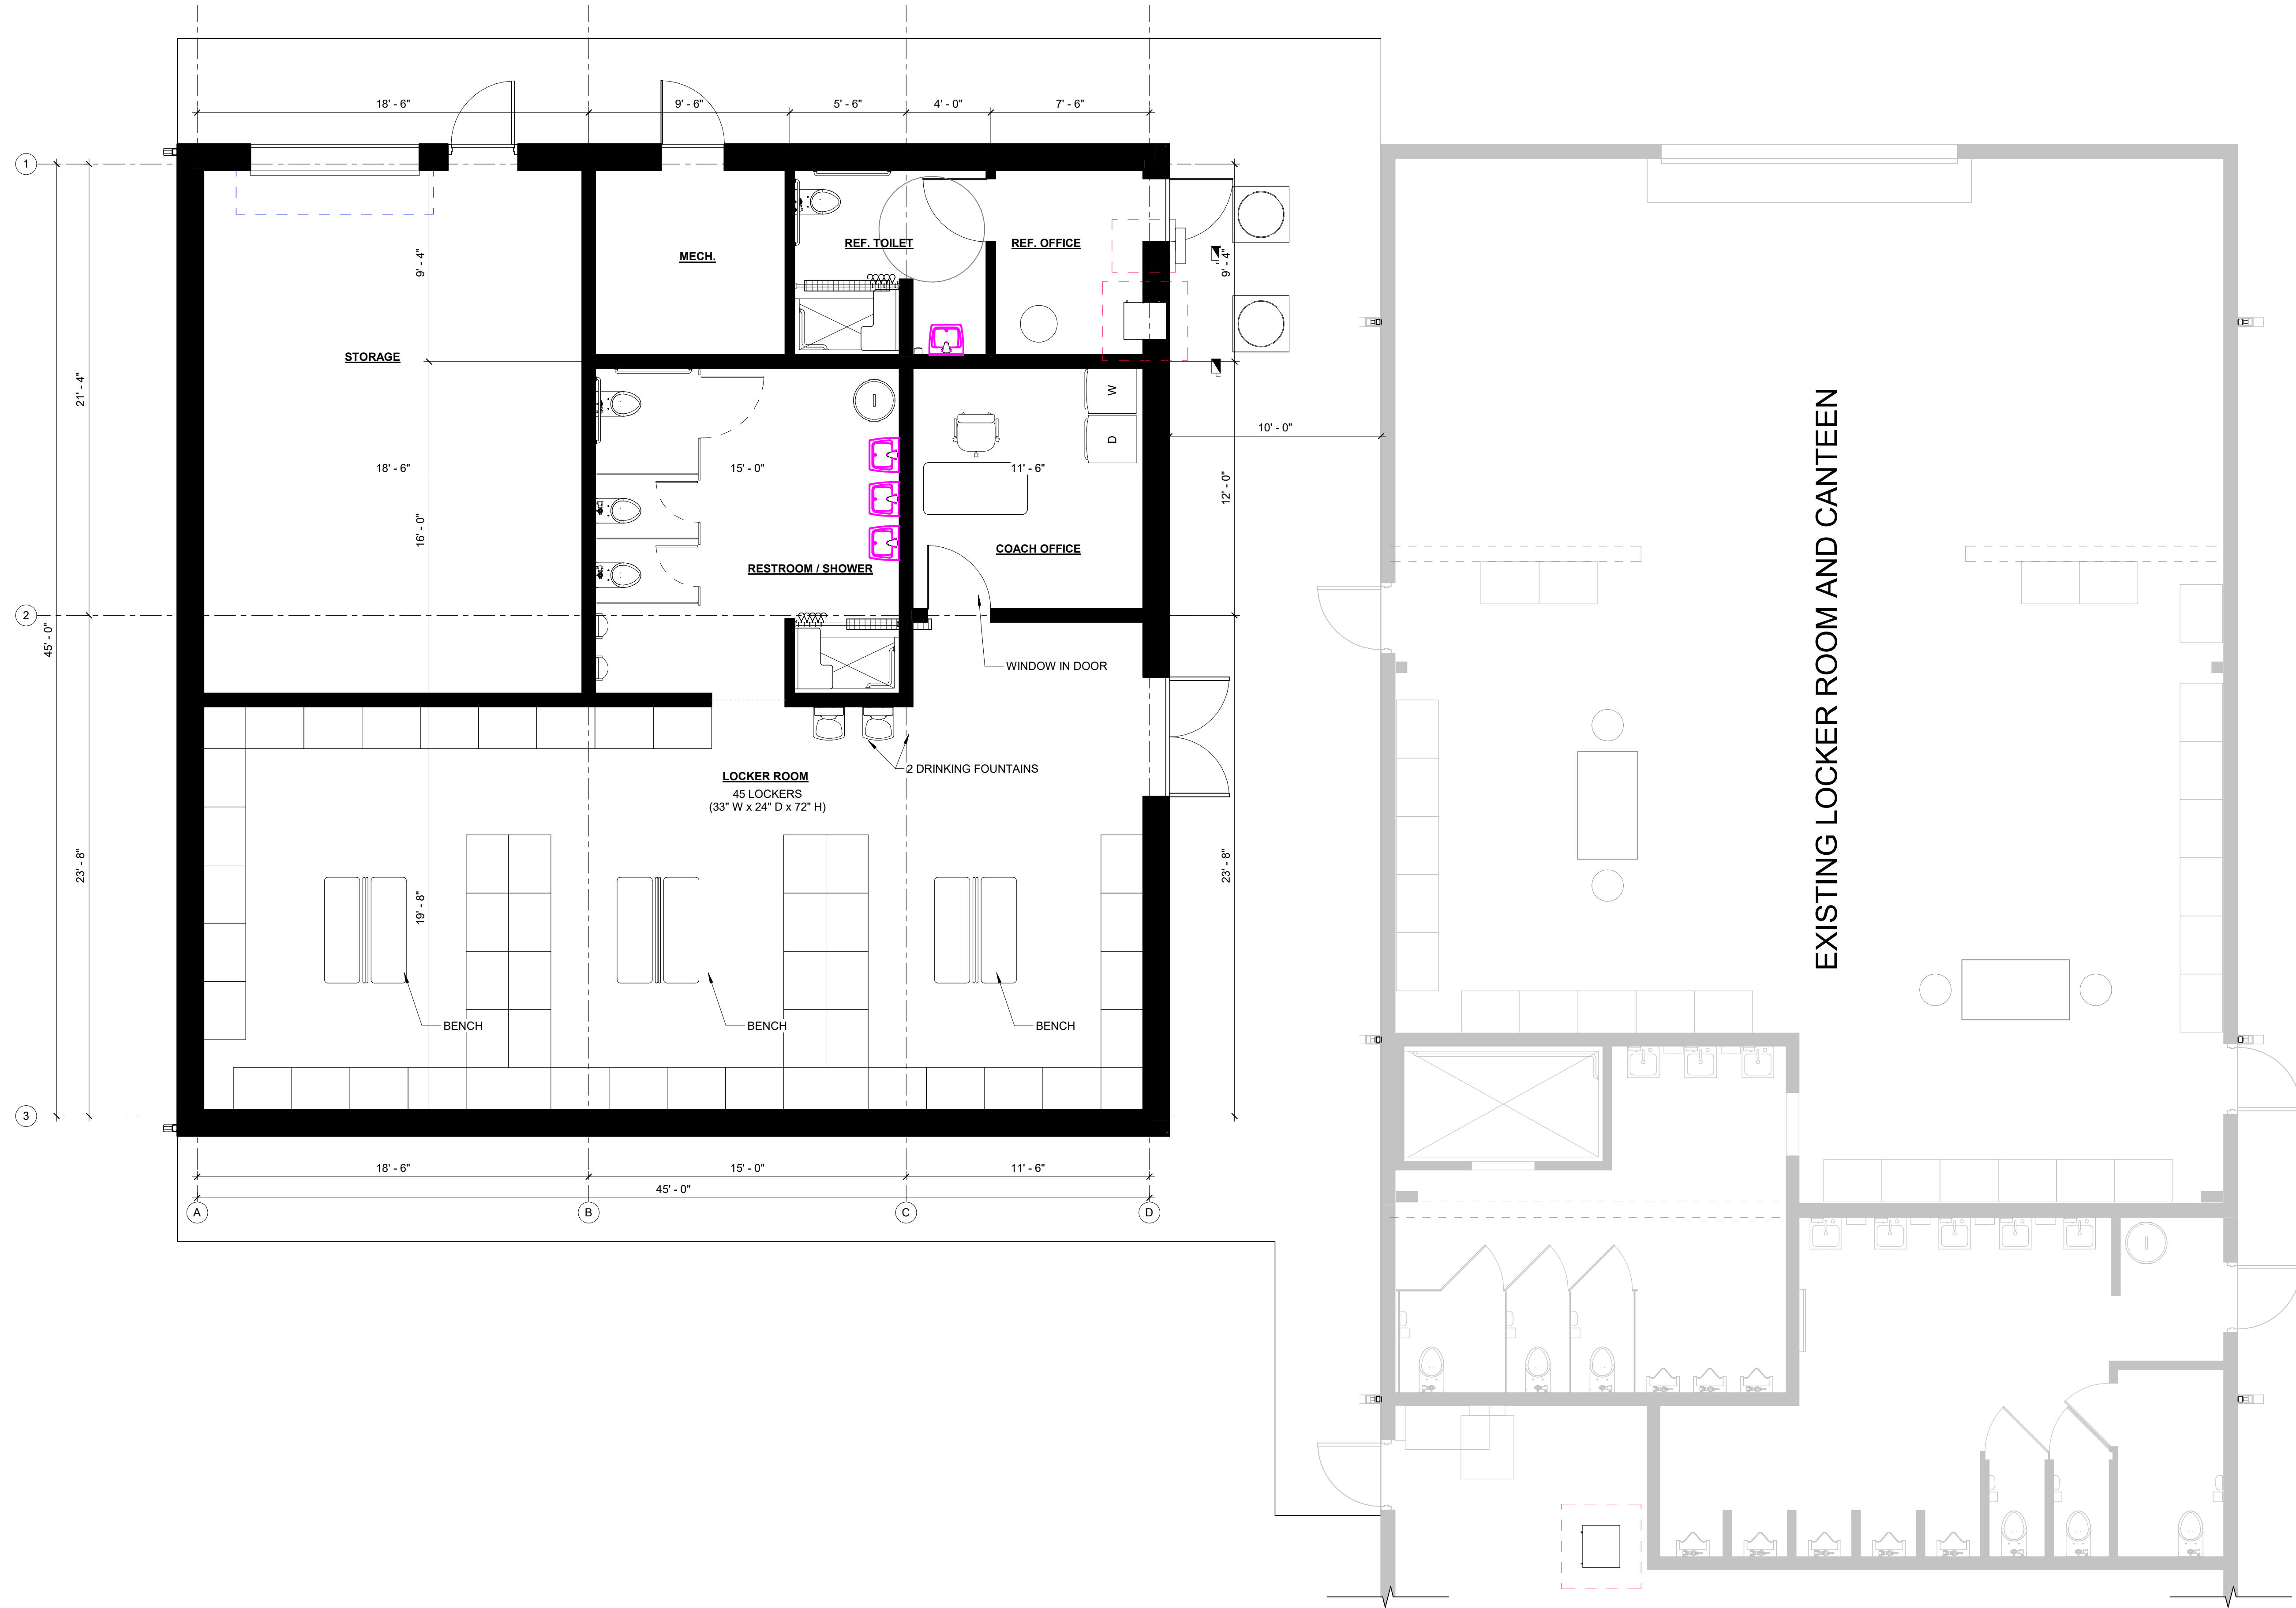 18' - 6"
9' - 6"
5' - 6"
4' - 0"
7' - 6"
1
REF. TOILET
REF. OFFICE
MECH.
9' - 4"
9' - 4"
STORAGE
21' - 4"
W
D
10' - 0"
18' - 6"
15' - 0"
11' - 6"
12' - 0"
16' - 0"
COACH OFFICE
RESTROOM / SHOWER
2
45' - 0"
WINDOW IN DOOR
2 DRINKING FOUNTAINS
LOCKER ROOM
45 LOCKERS
(33" W x 24" D x 72" H)
23' - 8"
19' - 8"
23' - 8"
BENCH
BENCH
BENCH
3
18' - 6"
15' - 0"
11' - 6"
45' - 0"
A
B
C
D
EXISTING LOCKER ROOM AND CANTEEN